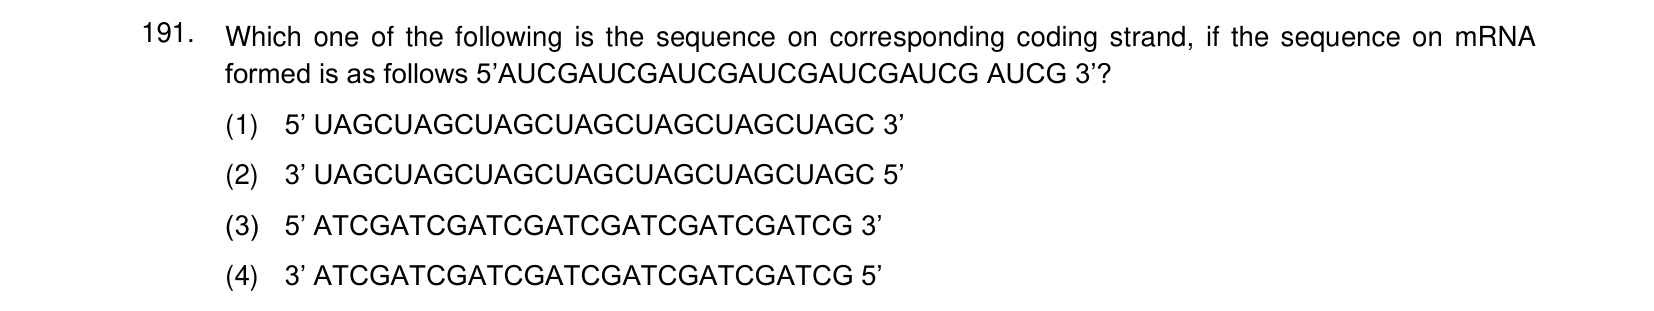 191. Which one of the following is the sequence on corresponding coding strand, if the sequence on mRNA
formed is as follows 5’AUCGAUCGAUCGAUCGAUCGAUCG AUCG 3’?
(1) 5’ UAGCUAGCUAGCUAGCUAGCUAGCUAGC 3’
(2) 3’ UAGCUAGCUAGCUAGCUAGCUAGCUAGC 5’
(3) 5’ ATCGATCGATCGATCGATCGATCGATCG 3’
(4) 3’ ATCGATCGATCGATCGATCGATCGATCG 5’